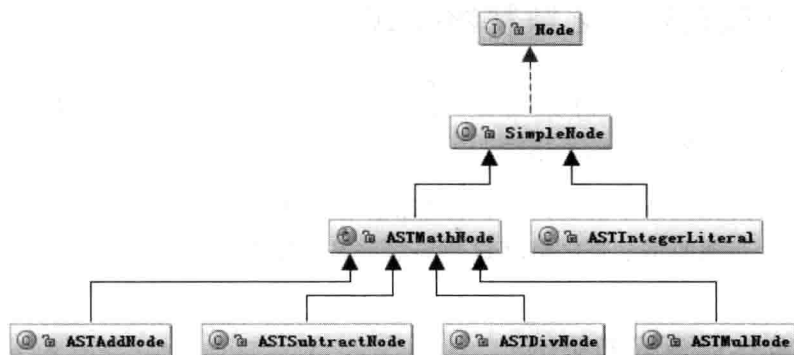 I Node
C SimpleNode
C ASTMathNode
C ASTIntegerLiteral
C ASTAddNode
C ASTSubtractNode
C ASTDivNode
C ASTMulNode